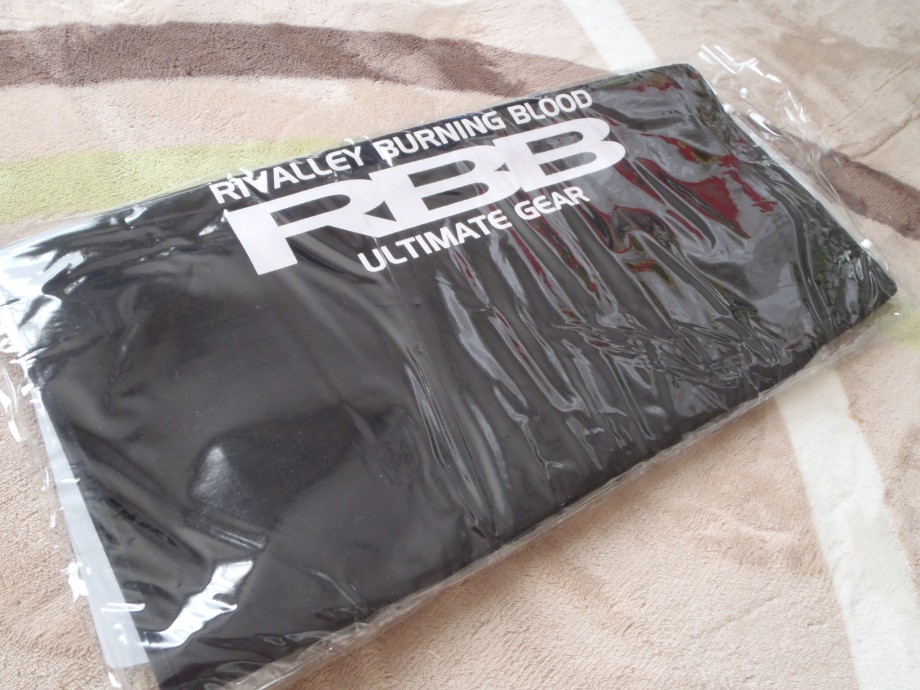 RIVALLEY BURNING BLOOD
RBB
ULTIMATE GEAR